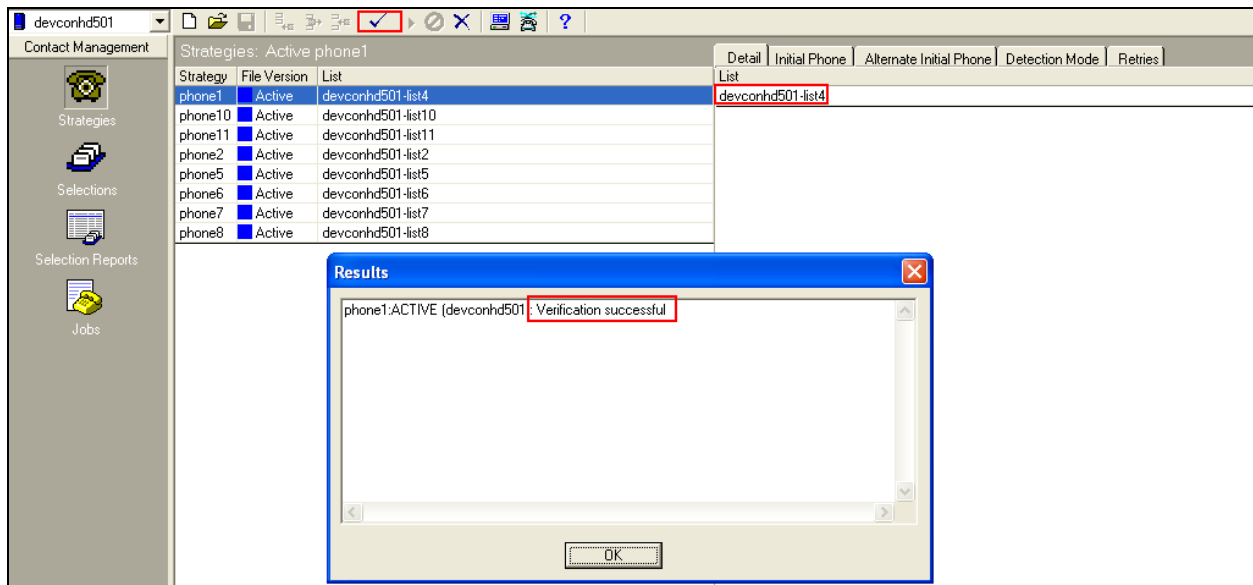 devconhd501
?
Contact Management
Strategies: Active phone1
Detail Initial Phone Alternate Initial Phone Detection Mode Retries
Strategy File Version List
List
phone1 Active devconhd501-list4
devconhd501-list4
phone10 Active devconhd501-list10
phone11 Active devconhd501-list11
phone2 Active devconhd501-list2
phone5 Active devconhd501-list5
phone6 Active devconhd501-list6
phone7 Active devconhd501-list7
phone8 Active devconhd501-list8
Strategies
Selections
Selection Reports
Jobs
Results
phone1:ACTIVE (devconhd501): Verification successful
OK